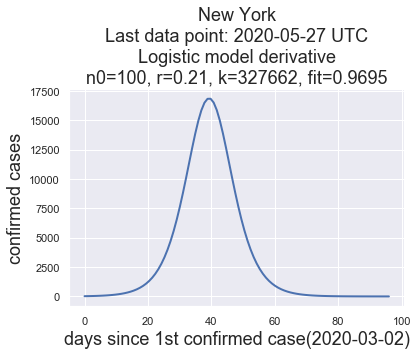 New York
Last data point: 2020-05-27 UTC
Logistic model derivative
n0=100, r=0.21, k=327662, fit=0.9695
17500
15000
12500
10000
7500
5000
2500
0
confirmed cases
0 20 40 60 80 100
days since 1st confirmed case(2020-03-02)